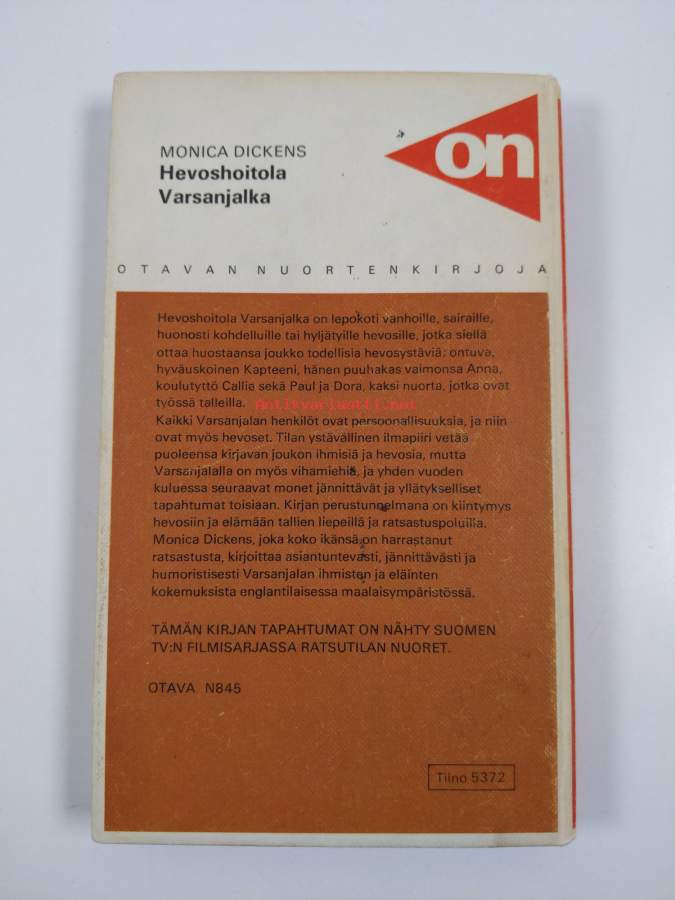 MONICA DICKENS
Hevoshoitola
Varsanjalka
on
OTAVAN NUORTENKIRJOJA
Hevoshoitola Varsanjalka on lepokoti vanhoille, sairaille,
huonosti kohdelluille tai hyljätyille hevosille, jotka siellä
ottaa huostaansa joukko todellisia hevosystäviä: ontuva,
hyväuskoinen Kapteeni, hänen puuhakas vaimonsa Anna,
koulutyttö Callie sekä Paul ja Dora, kaksi nuorta, jotka ovat
työssä talleilla.
Antikvariaatti.net
Kaikki Varsanjalan henkilöt ovat persoonallisuuksia, ja niin
ovat myös hevoset. Tilan ystävällinen ilmapiiri vetää
puoleensa kirjavan joukon ihmisiä ja hevosia, mutta
Varsanjalalla on myös vihamiehiä, ja yhden vuoden
kuluessa seuraavat monet jännittävät ja yllätykselliset
tapahtumat toisiaan. Kirjan perustunnelmana on kiintymys
hevosiin ja elämään tallien liepeillä ja ratsastuspoluilla.
Monica Dickens, joka koko ikänsä on harrastanut
ratsastusta, kirjoittaa asiantuntevasti, jännittävästi ja
humoristisesti Varsanjalan ihmisten ja eläinten
kokemuksista englantilaisessa maalaisympäristössä.
TÄMÄN KIRJAN TAPAHTUMAT ON NÄHTY SUOMEN
TV:N FILMISARJASSA RATSUTILAN NUORET.
OTAVA N845
Tilno 5372